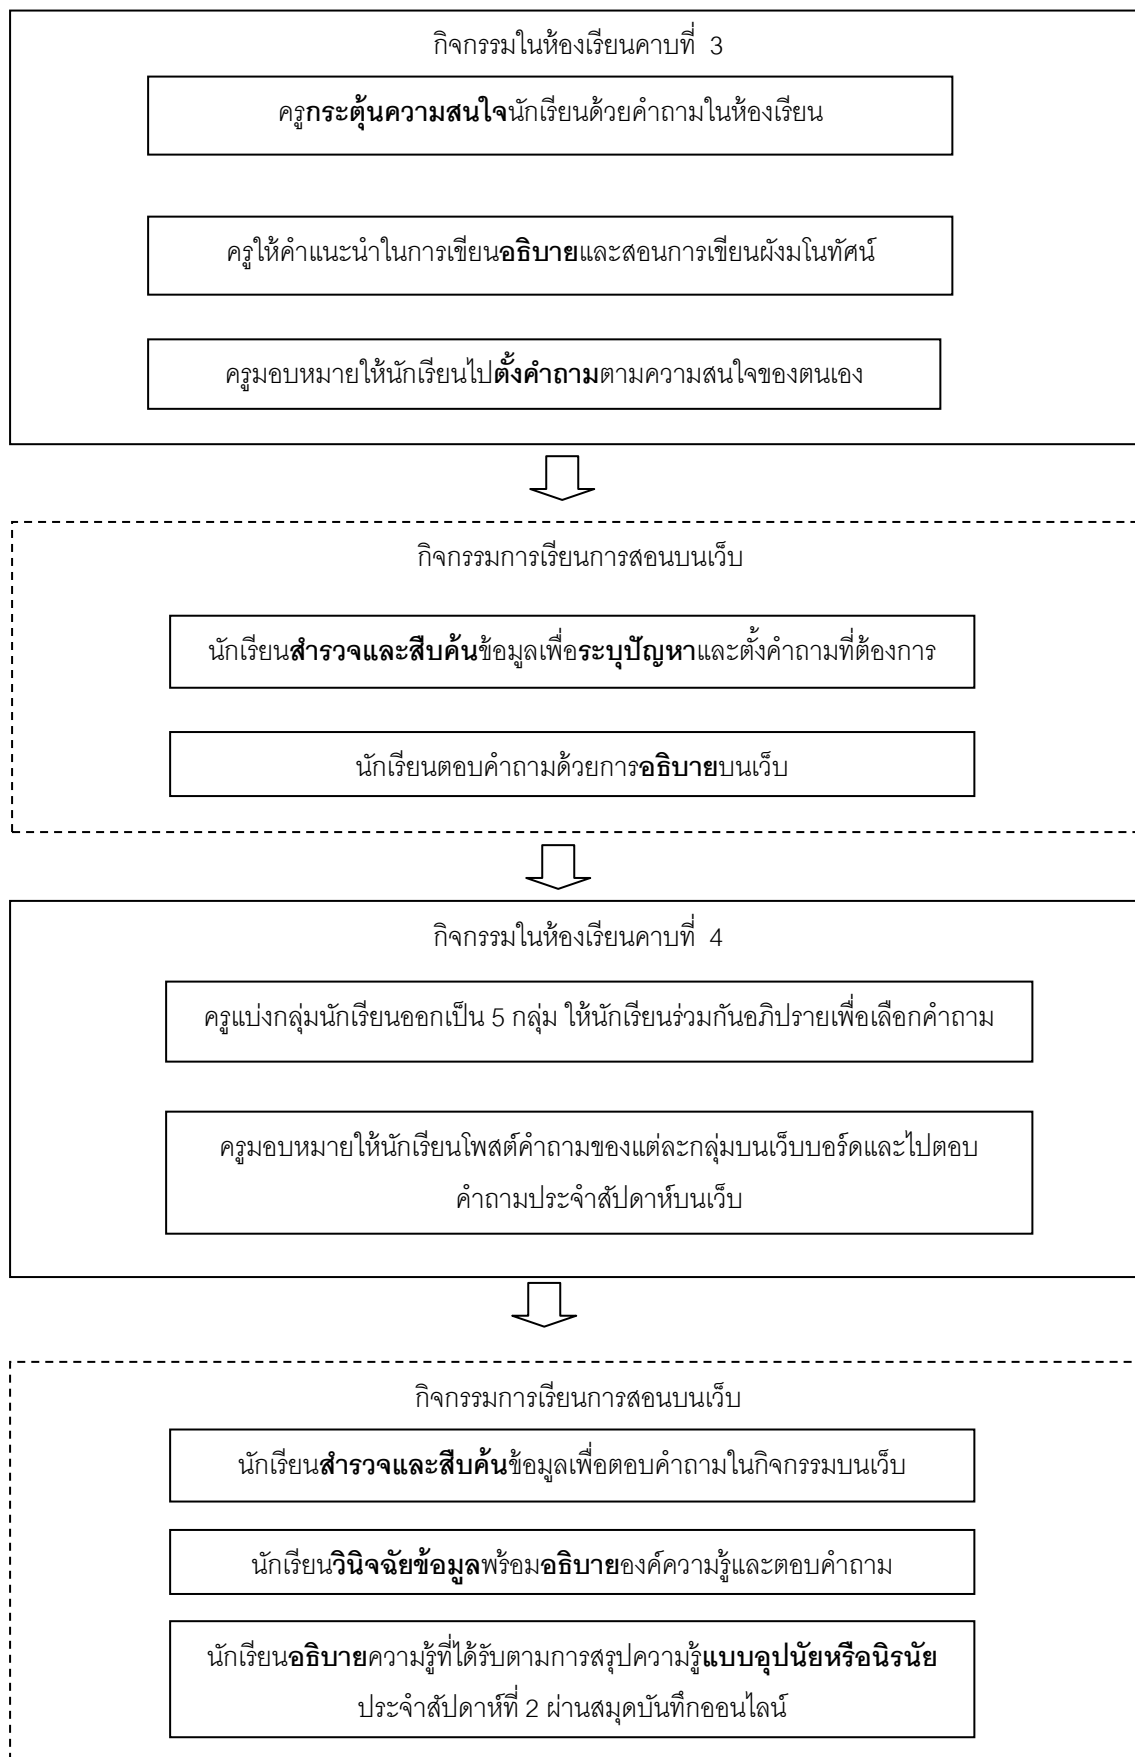 กิจกรรมในห้องเรียนคาบที่ 3
ครูกระตุ้นความสนใจนักเรียนด้วยคำถามในห้องเรียน
ครูให้คำแนะนำในการเขียนอธิบายและสอนการเขียนผังมโนทัศน์
ครูมอบหมายให้นักเรียนไปตั้งคำถามตามความสนใจของตนเอง
กิจกรรมการเรียนการสอนบนเว็บ
นักเรียนสำรวจและสืบค้นข้อมูลเพื่อระบุปัญหาและตั้งคำถามที่ต้องการ
นักเรียนตอบคำถามด้วยการอธิบายบนเว็บ
กิจกรรมในห้องเรียนคาบที่ 4
ครูแบ่งกลุ่มนักเรียนออกเป็น 5 กลุ่ม ให้นักเรียนร่วมกันอภิปรายเพื่อเลือกคำถาม
ครูมอบหมายให้นักเรียนโพสต์คำถามของแต่ละกลุ่มบนเว็บบอร์ดและไปตอบ
คำถามประจำสัปดาห์บนเว็บ
กิจกรรมการเรียนการสอนบนเว็บ
นักเรียนสำรวจและสืบค้นข้อมูลเพื่อตอบคำถามในกิจกรรมบนเว็บ
นักเรียนวินิจฉัยข้อมูลพร้อมอธิบายองค์ความรู้และตอบคำถาม
นักเรียนอธิบายความรู้ที่ได้รับตามการสรุปความรู้แบบอุปนัยหรือนิรนัย
ประจำสัปดาห์ที่ 2 ผ่านสมุดบันทึกออนไลน์